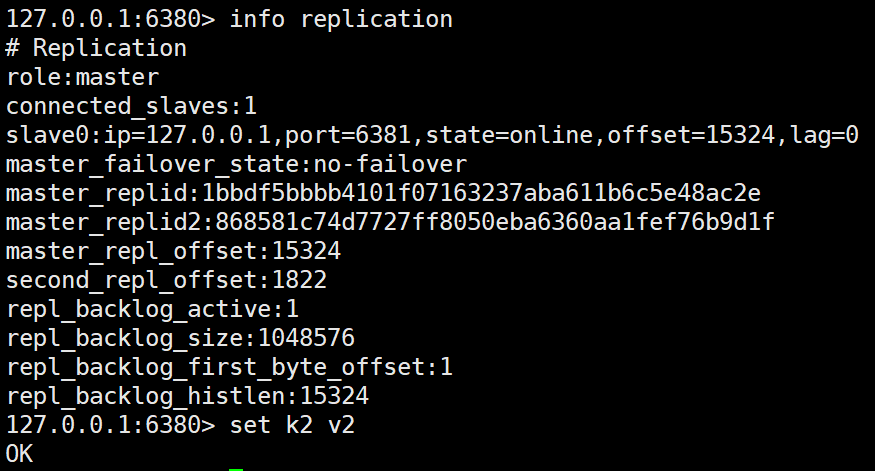 127.0.0.1:6380> info replication
# Replication
role:master
connected_slaves:1
slave0:ip=127.0.0.1,port=6381,state=online,offset=15324,lag=0
master_failover_state:no-failover
master_replid:1bbdf5bbbb4101f07163237aba611b6c5e48ac2e
master_replid2:868581c74d7727ff8050eba6360aa1fef76b9d1f
master_repl_offset:15324
second_repl_offset:1822
repl_backlog_active:1
repl_backlog_size:1048576
repl_backlog_first_byte_offset:1
repl_backlog_histlen:15324
127.0.0.1:6380> set k2 v2
OK